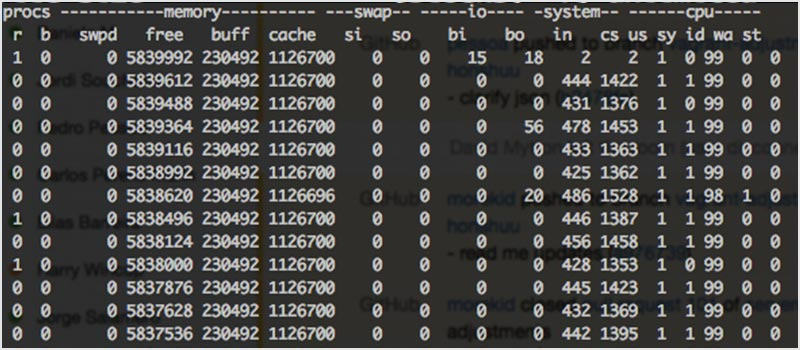 procs -----------memory---------- ---swap-- -----io---- -system-- ----cpu-----
r b swpd free buff cache si so bi bo in cs us sy id wa st
1 0 0 5839992 230492 1126700 0 0 15 18 2 2 1 0 99 0 0
0 0 0 5839612 230492 1126700 0 0 0 0 444 1422 1 1 99 0 0
0 0 0 5839488 230492 1126700 0 0 0 0 431 1376 1 0 99 0 0
0 0 0 5839364 230492 1126700 0 0 0 56 478 1453 1 1 99 0 0
0 0 0 5839116 230492 1126700 0 0 0 0 433 1363 1 1 99 0 0
0 0 0 5838992 230492 1126700 0 0 0 0 425 1362 1 1 99 0 0
0 0 0 5838620 230492 1126696 0 0 0 20 486 1528 1 1 98 1 0
1 0 0 5838496 230492 1126700 0 0 0 0 446 1387 1 1 99 0 0
0 0 0 5838124 230492 1126700 0 0 0 0 456 1458 1 1 99 0 0
1 0 0 5838000 230492 1126700 0 0 0 0 428 1353 1 0 99 0 0
0 0 0 5837876 230492 1126700 0 0 0 0 445 1423 1 1 99 0 0
0 0 0 5837628 230492 1126700 0 0 0 0 432 1369 1 1 99 0 0
0 0 0 5837536 230492 1126700 0 0 0 0 442 1395 1 1 99 0 0